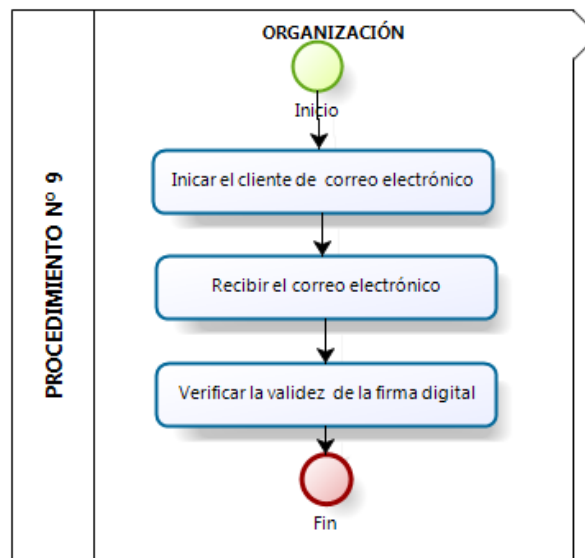 PROCEDIMIENTO Nº 9
ORGANIZACIÓN
Inicio
Inicar el cliente de correo electrónico
Recibir el correo electrónico
Verificar la validez de la firma digital
Fin